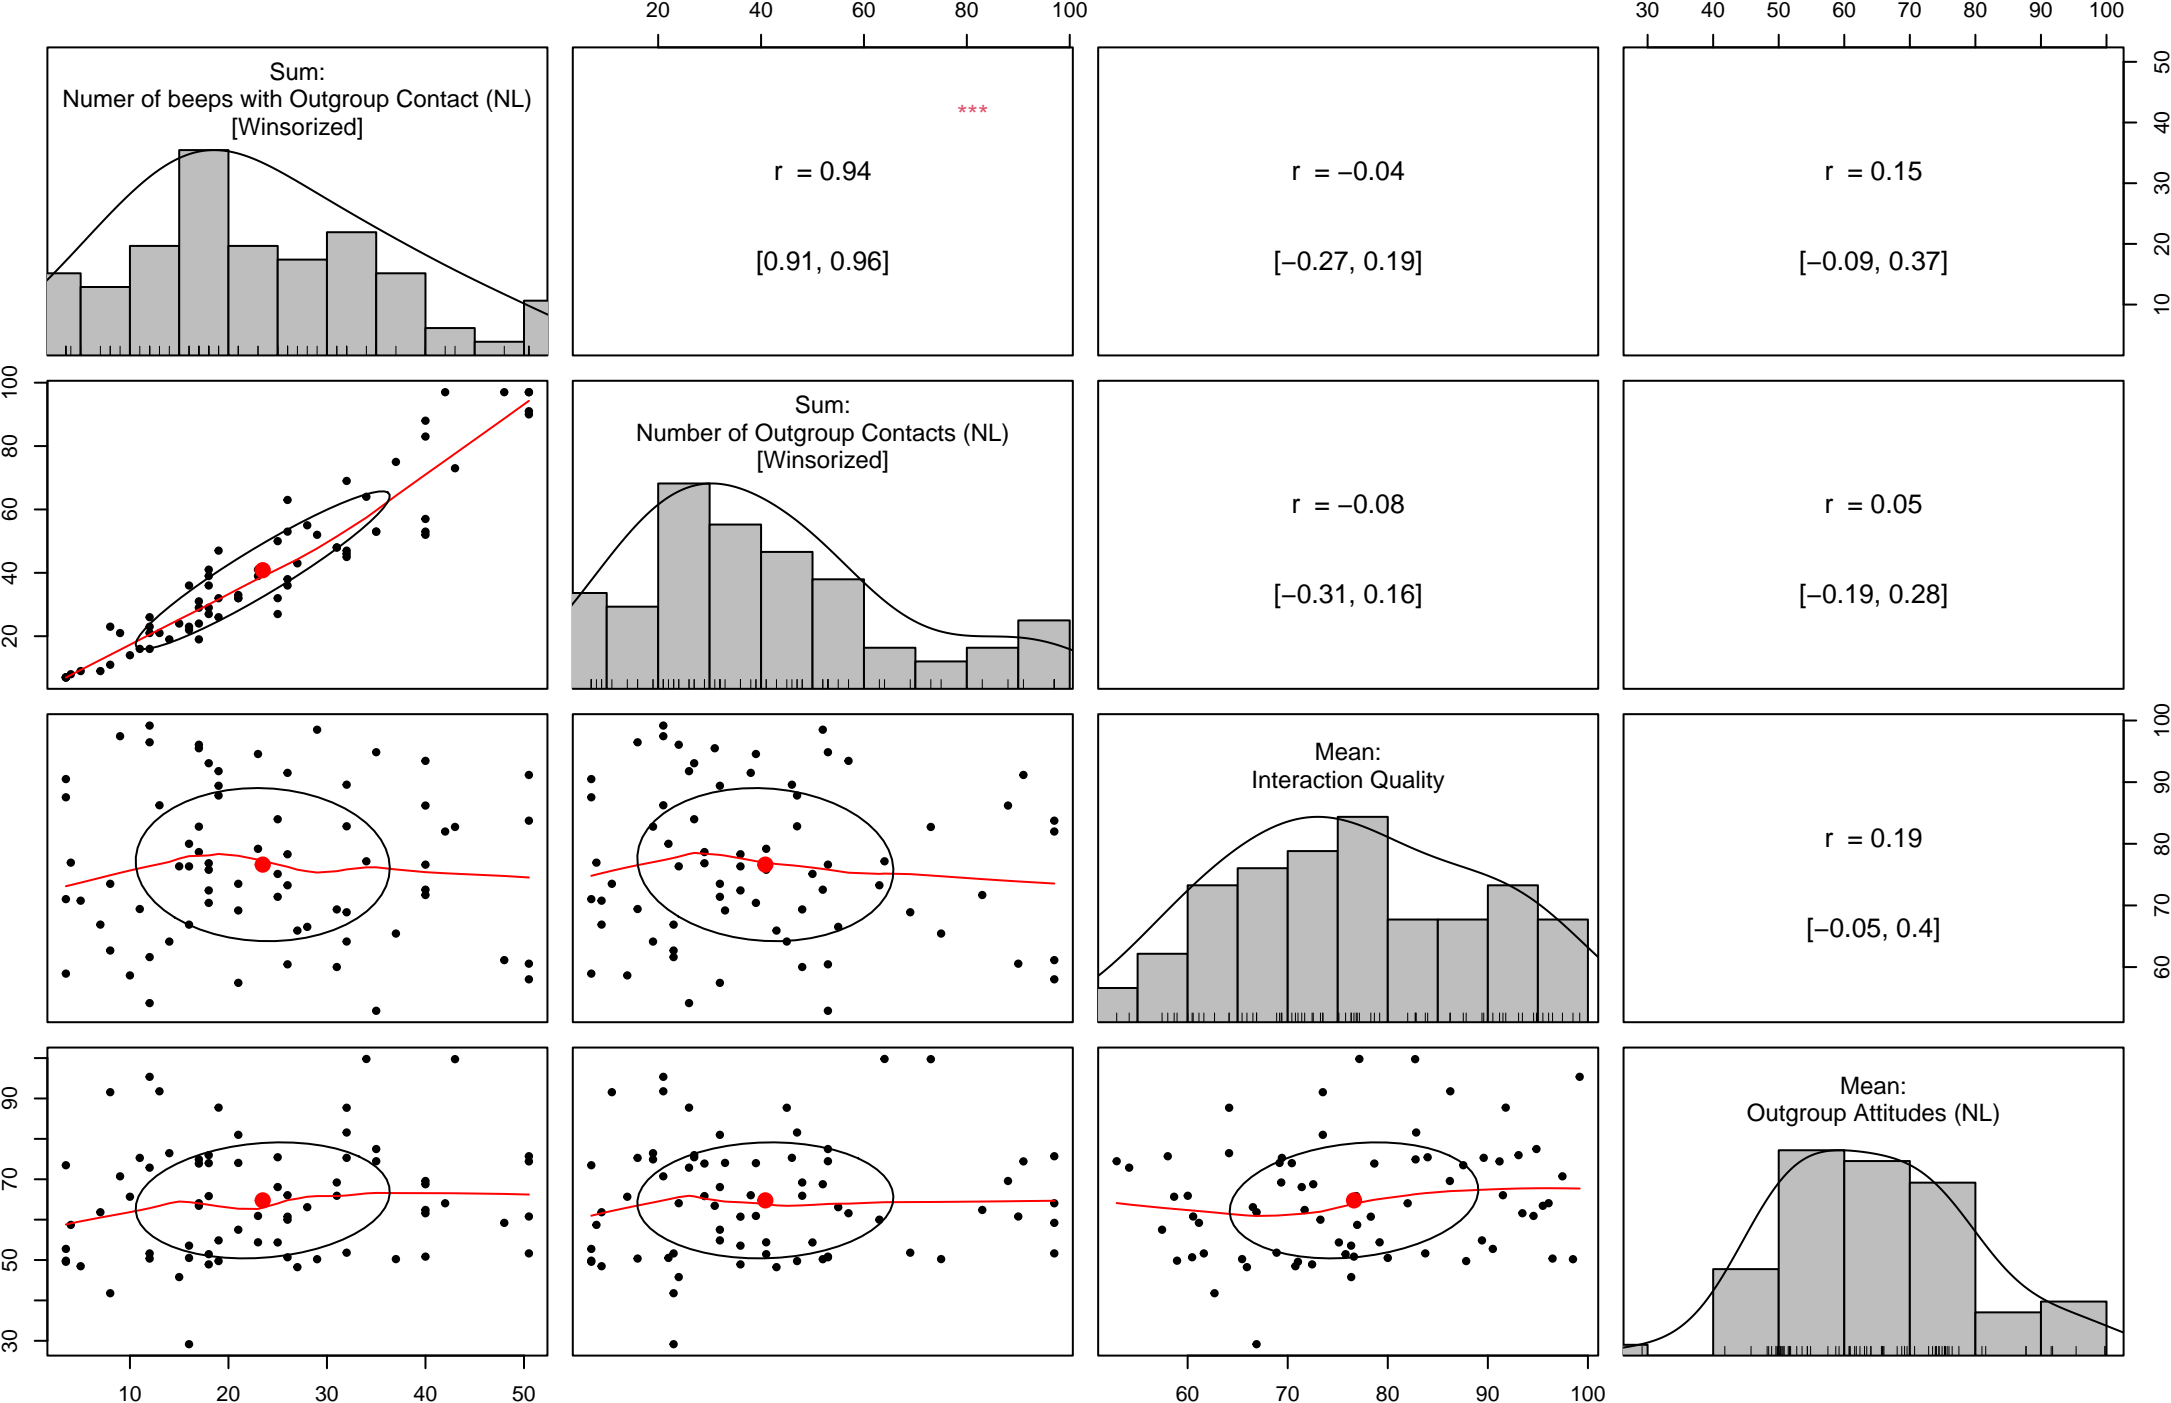 20 40 60 80 100
30 40 50 60 70 80 90 100
Sum:
Numer of beeps with Outgroup Contact (NL)
[Winsorized]
***
r = 0.94
[0.91, 0.96]
r = −0.04
[−0.27, 0.19]
r = 0.15
[−0.09, 0.37]
50
40
30
20
10
100
80
60
40
20
Sum:
Number of Outgroup Contacts (NL)
[Winsorized]
r = −0.08
[−0.31, 0.16]
r = 0.05
[−0.19, 0.28]
Mean:
Interaction Quality
r = 0.19
[−0.05, 0.4]
100
90
80
70
60
90
70
50
30
Mean:
Outgroup Attitudes (NL)
10 20 30 40 50
60 70 80 90 100